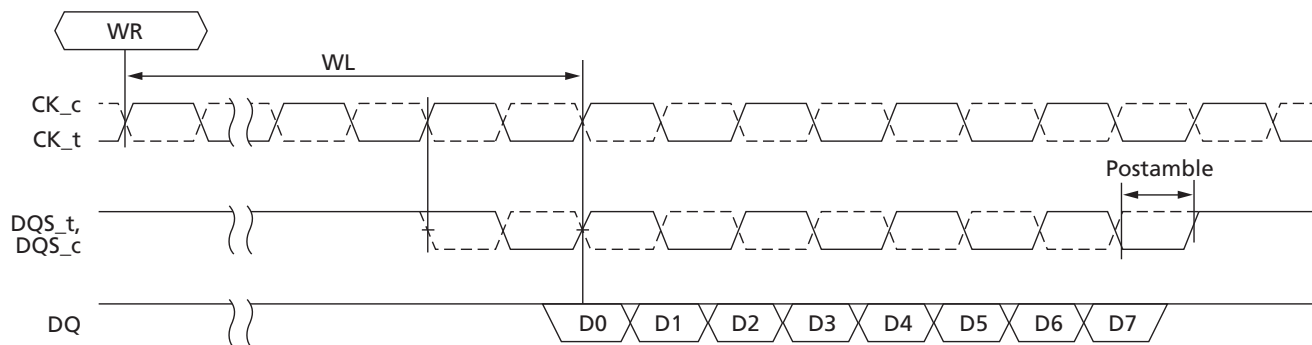 WR
WL
CK_c
CK_t
Postamble
DQS_t,
DQS_c
DQ
D0 D1 D2 D3 D4 D5 D6 D7